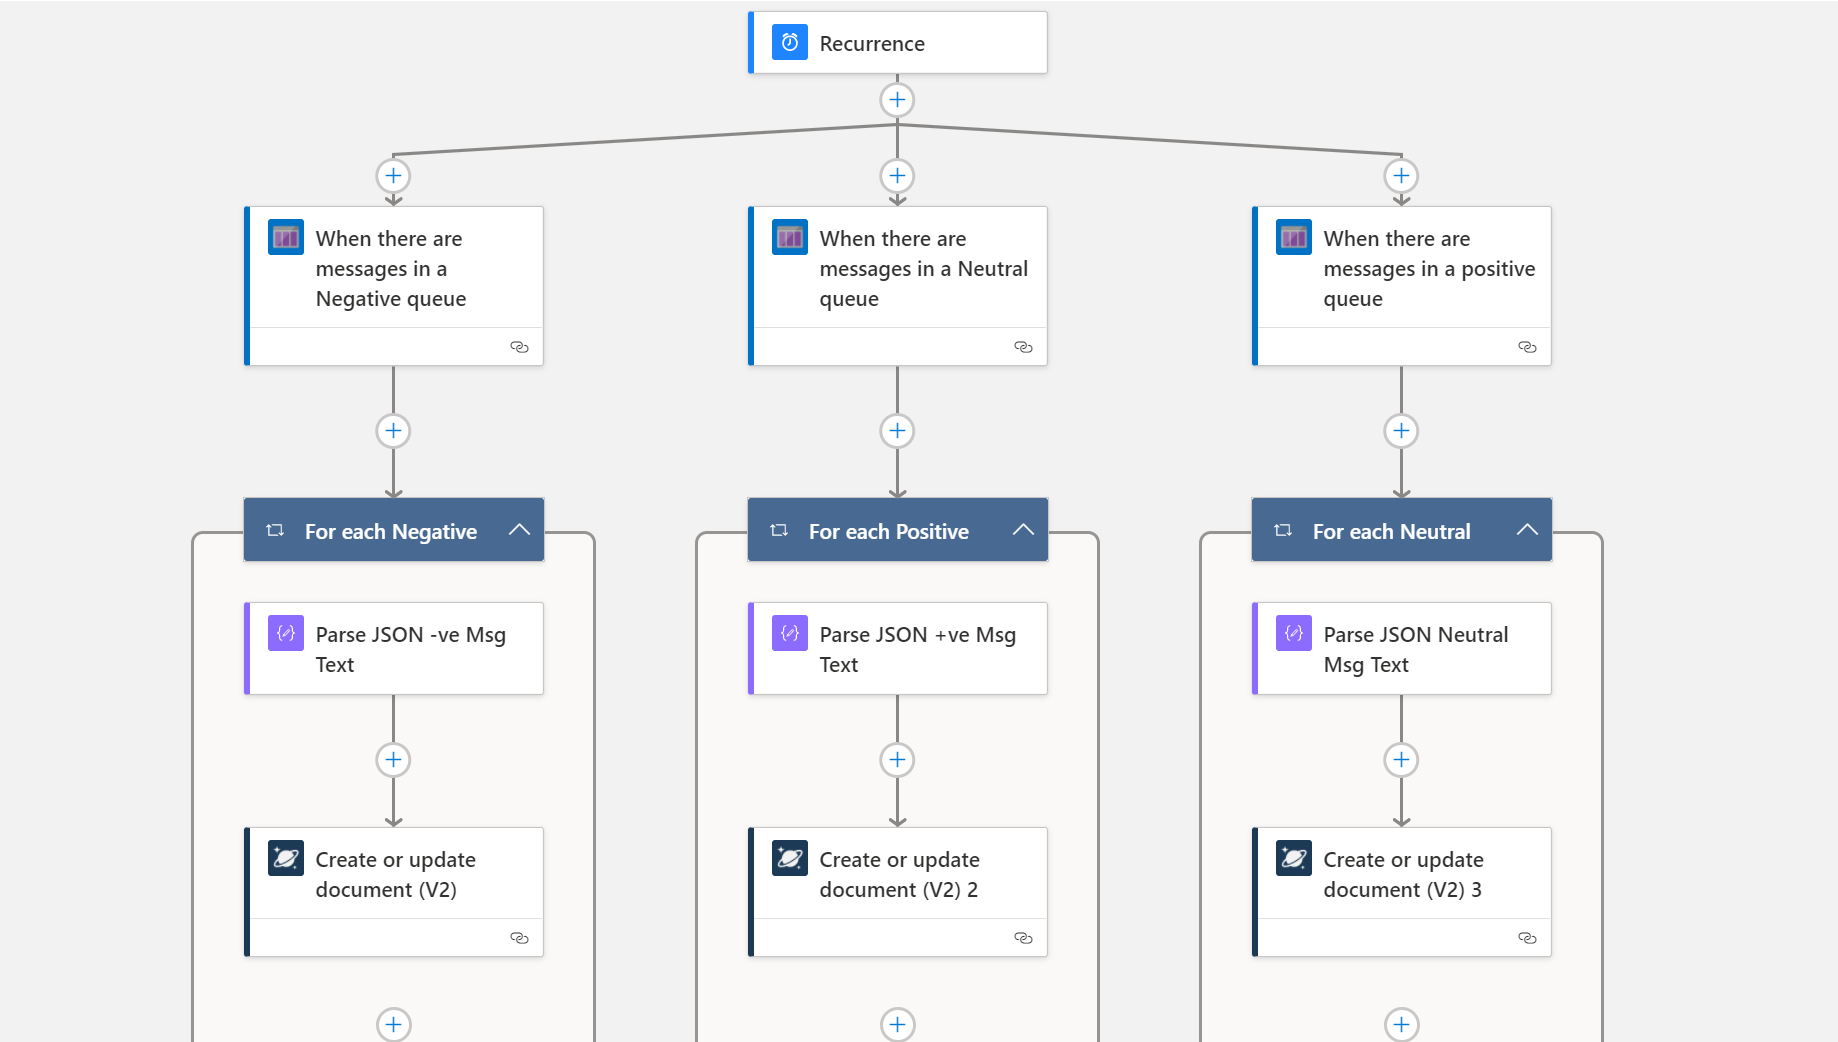 Recurrence
When there are
messages in a
Negative queue
When there are
messages in a Neutral
queue
When there are
messages in a positive
queue
For each Negative
For each Positive
For each Neutral
Parse JSON -ve Msg
Text
Parse JSON +ve Msg
Text
Parse JSON Neutral
Msg Text
Create or update
document (V2)
Create or update
document (V2) 2
Create or update
document (V2) 3